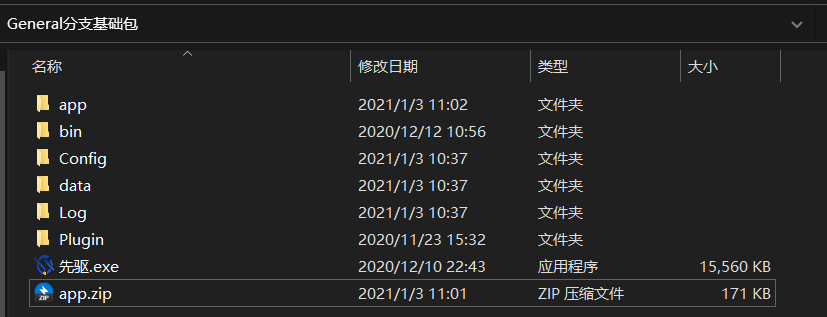 General分支基础包
名称 修改日期 类型 大小
app 2021/1/3 11:02 文件夹
bin 2020/12/12 10:56 文件夹
Config 2021/1/3 10:37 文件夹
data 2021/1/3 10:37 文件夹
Log 2021/1/3 10:37 文件夹
Plugin 2020/11/23 15:32 文件夹
先驱.exe 2020/12/10 22:43 应用程序 15,560 KB
ZIP app.zip 2021/1/3 11:01 ZIP 压缩文件 171 KB